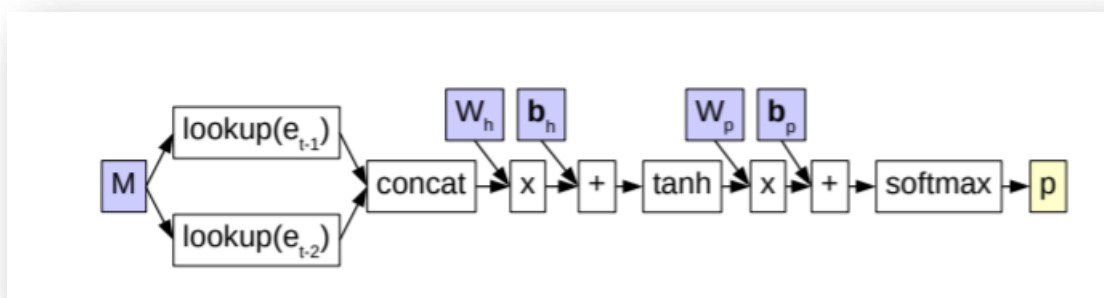 W_h b_h W_p b_p
lookup(e_t-1)
M concat x + tanh x + softmax p
lookup(e_t-2)